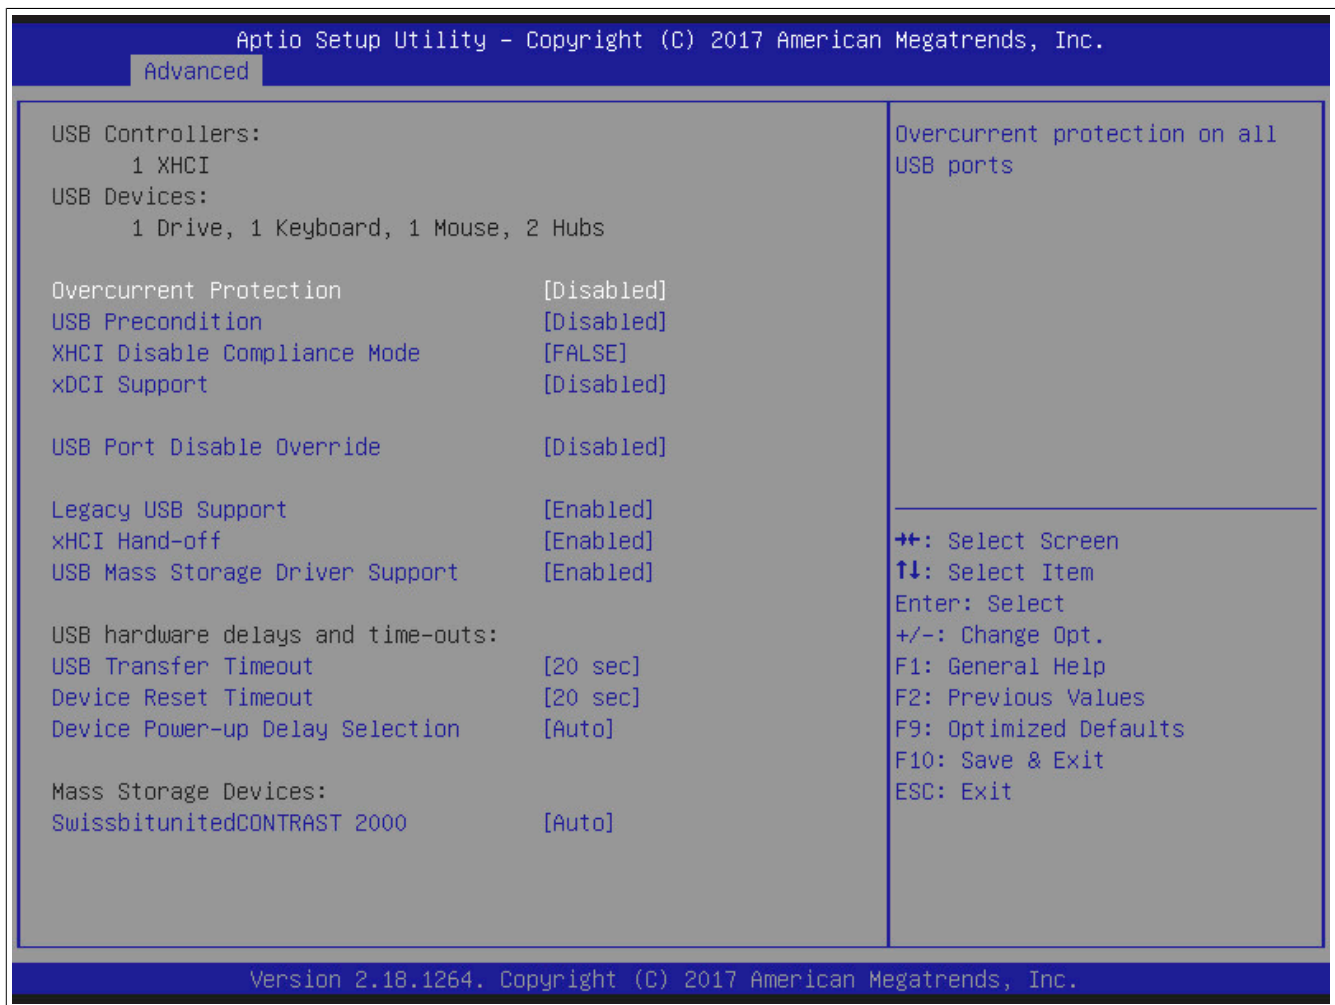 Aptio Setup Utility – Copyright (C) 2017 American Megatrends, Inc.
Advanced
USB Controllers:
1 XHCI
USB Devices:
1 Drive, 1 Keyboard, 1 Mouse, 2 Hubs
Overcurrent Protection [Disabled]
USB Precondition [Disabled]
XHCI Disable Compliance Mode [FALSE]
xDCI Support [Disabled]
USB Port Disable Override [Disabled]
Legacy USB Support [Enabled]
xHCI Hand-off [Enabled]
USB Mass Storage Driver Support [Enabled]
USB hardware delays and time-outs:
USB Transfer Timeout [20 sec]
Device Reset Timeout [20 sec]
Device Power-up Delay Selection [Auto]
Mass Storage Devices:
SwissbitunitedCONTRAST 2000 [Auto]
Overcurrent protection on all
USB ports
→←: Select Screen
↑↓: Select Item
Enter: Select
+/-: Change Opt.
F1: General Help
F2: Previous Values
F9: Optimized Defaults
F10: Save & Exit
ESC: Exit
Version 2.18.1264. Copyright (C) 2017 American Megatrends, Inc.